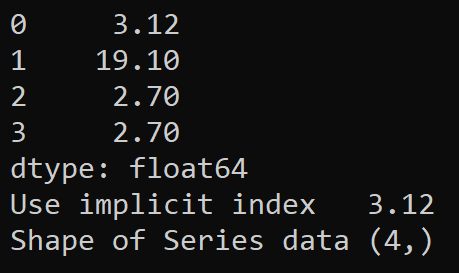 0     3.12
1    19.10
2     2.70
3     2.70
dtype: float64
Use implicit index   3.12
Shape of Series data (4,)